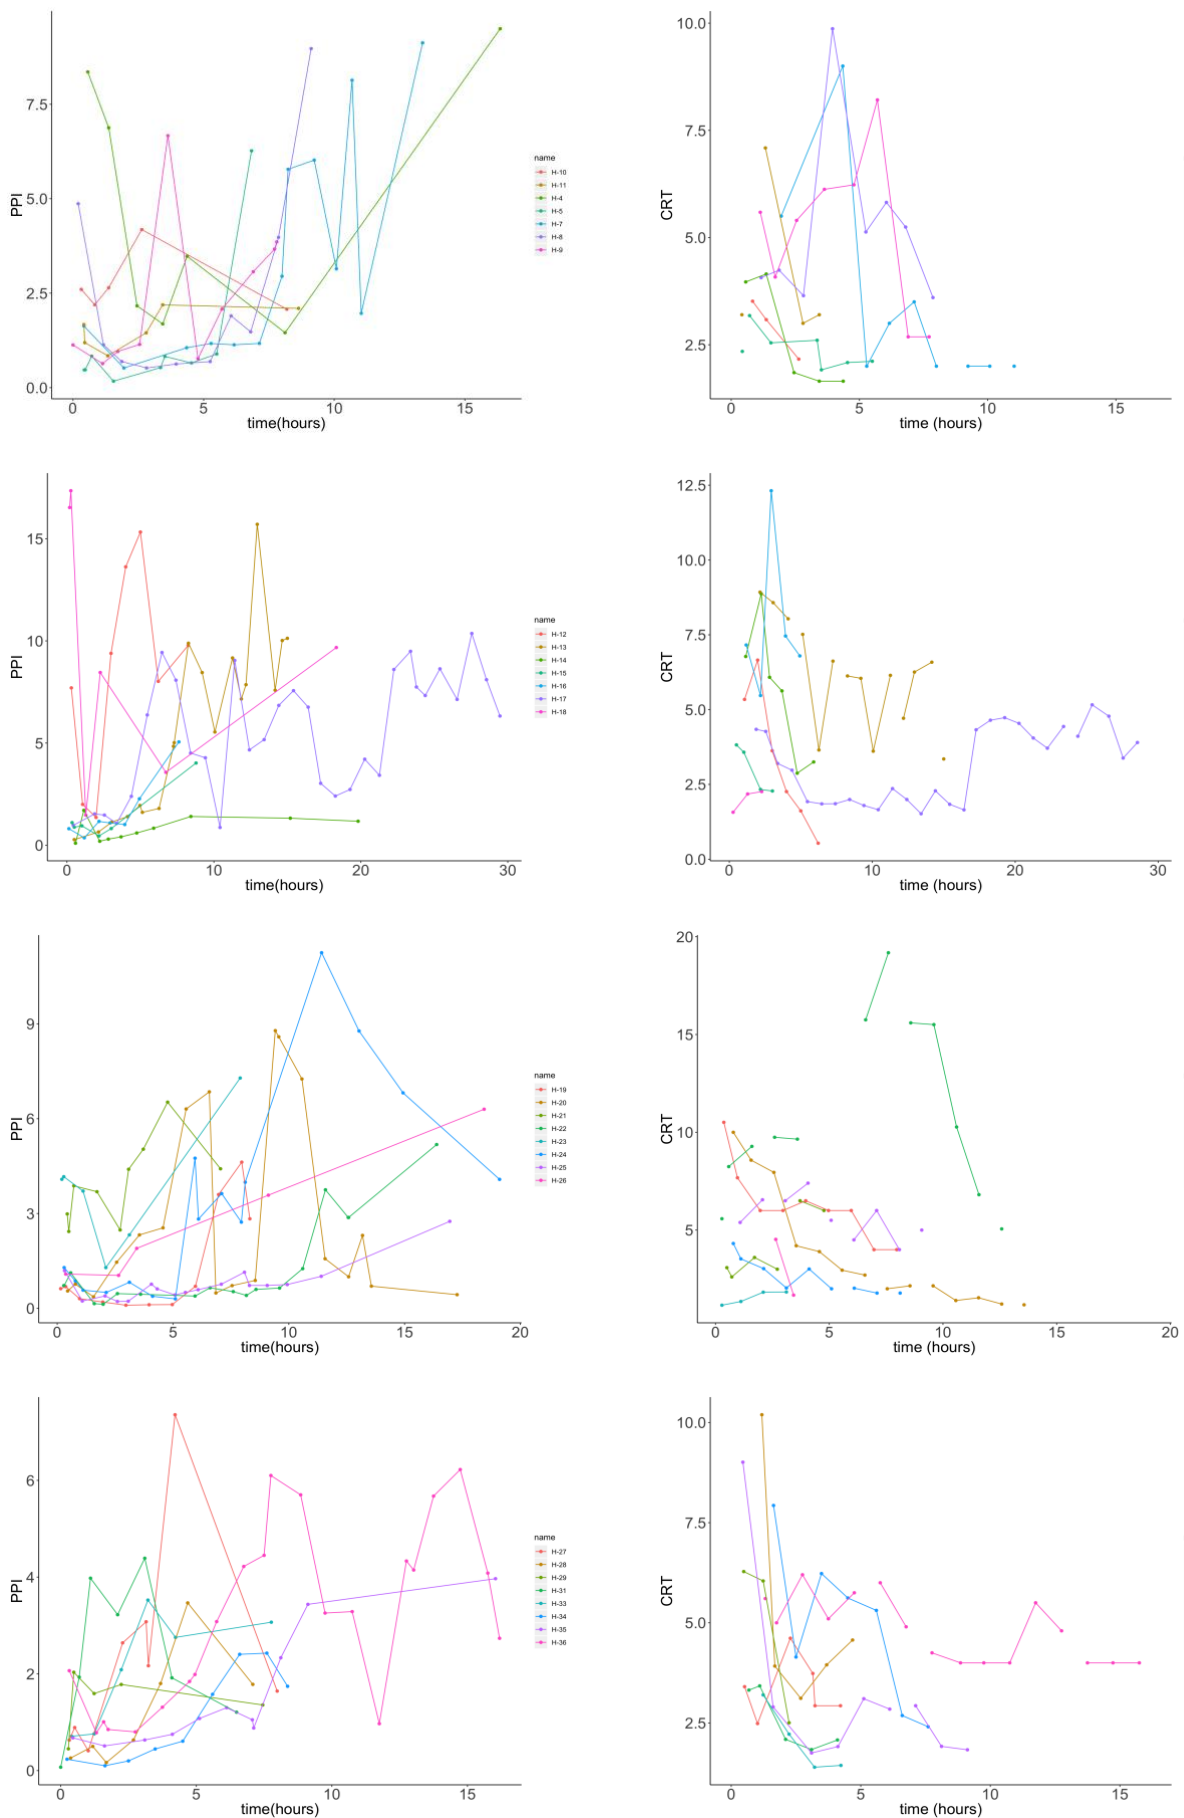 PPI
7.5
5.0
2.5
0.0
0
5
10
15
time(hours)
name
H-10
H-11
H-4
H-5
H-7
H-8
H-9
CRT
10.0
7.5
5.0
2.5
0
5
10
15
time (hours)
PPI
15
10
5
0
0
10
20
30
time(hours)
name
H-12
H-13
H-14
H-15
H-16
H-17
H-18
CRT
12.5
10.0
7.5
5.0
2.5
0.0
0
10
20
30
time (hours)
PPI
9
6
3
0
0
5
10
15
20
time(hours)
name
H-19
H-20
H-21
H-22
H-23
H-24
H-25
H-26
CRT
20
15
10
5
0
5
10
15
20
time (hours)
PPI
6
4
2
0
0
5
10
15
time(hours)
name
H-27
H-28
H-29
H-31
H-33
H-34
H-35
H-36
CRT
10.0
7.5
5.0
2.5
0
5
10
15
time (hours)